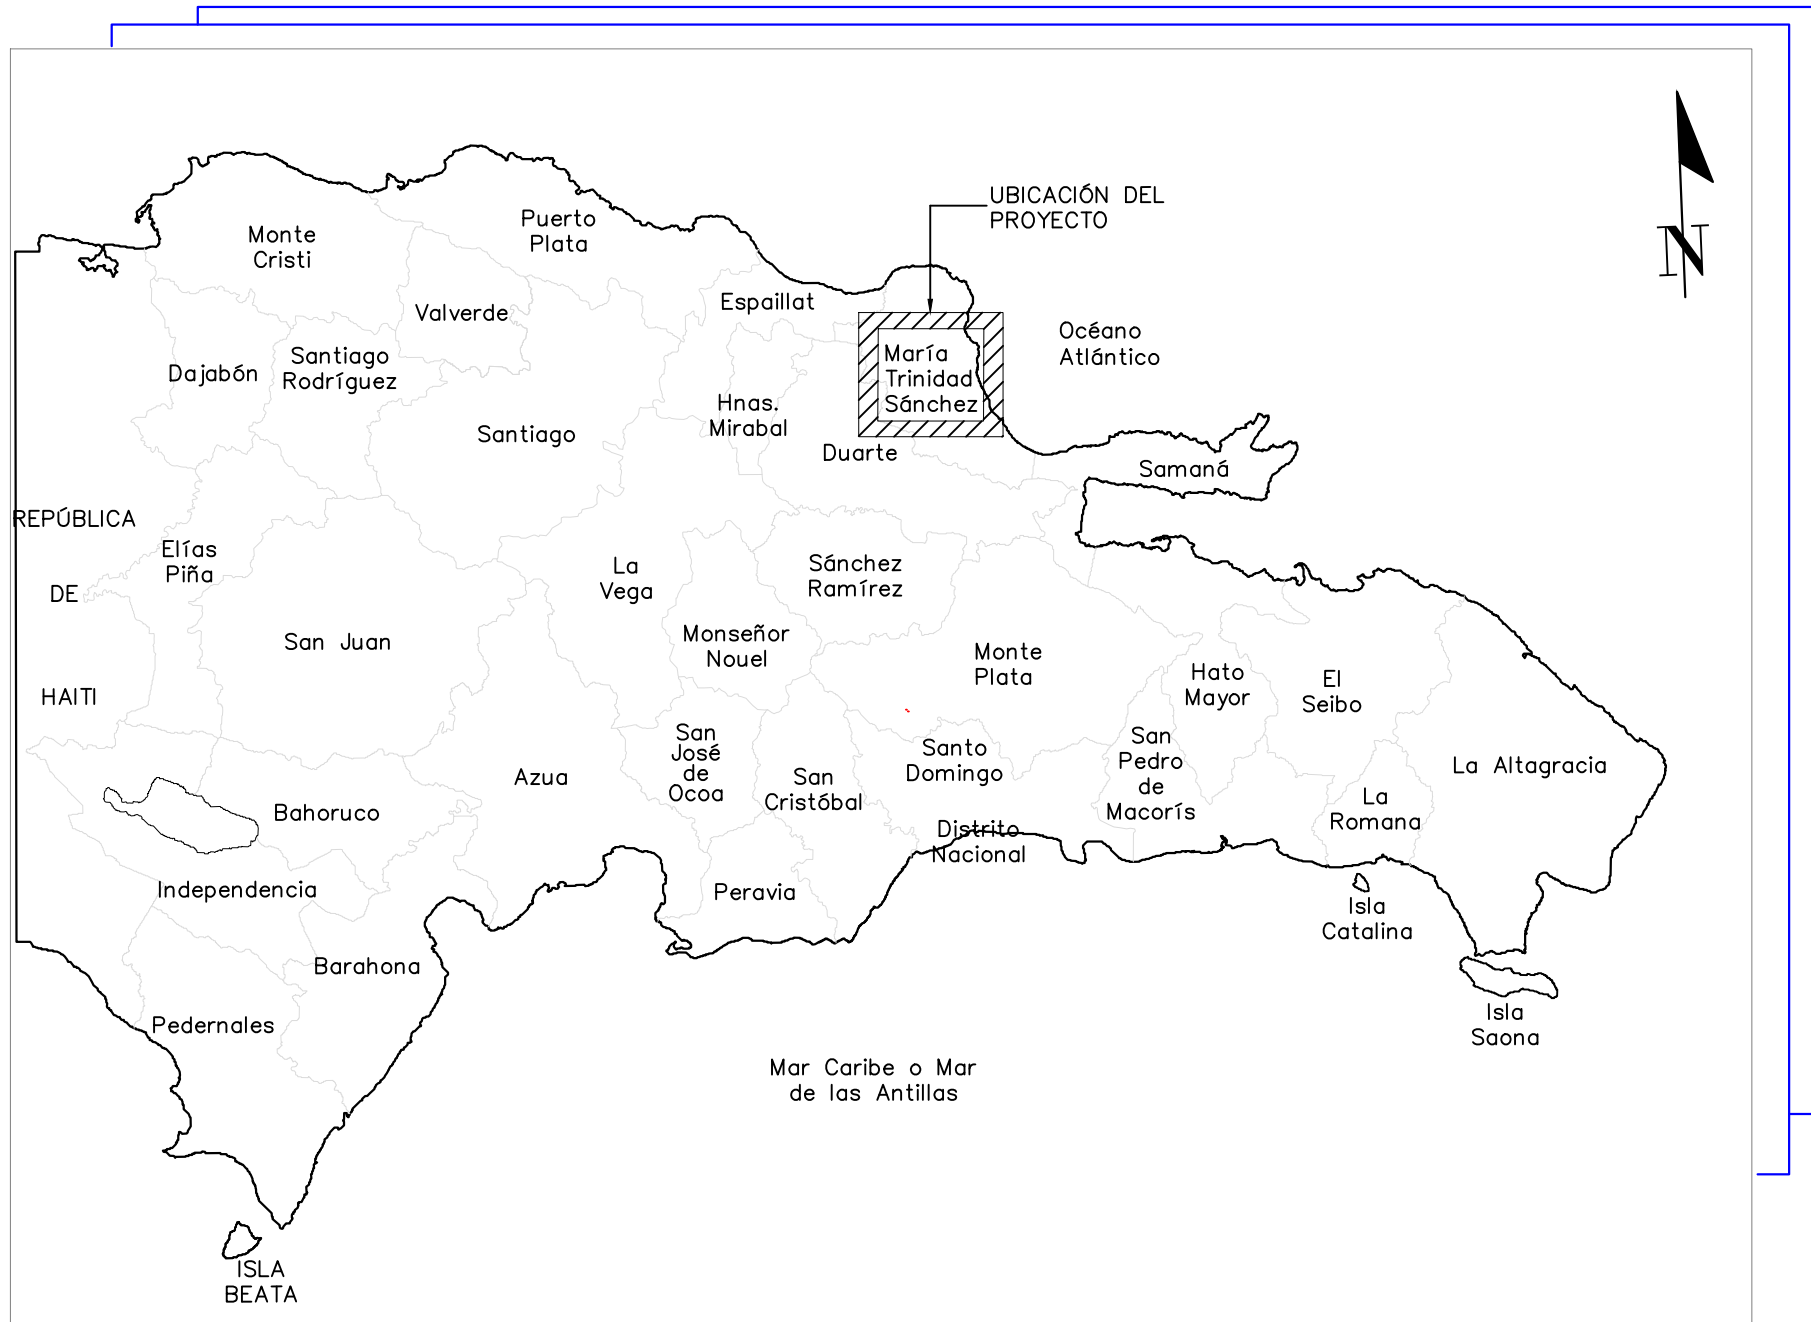 UBICACIÓN DEL
PROYECTO
N
Puerto
Plata
Monte
Cristi
Espaillat
Valverde
Océano
Atlántico
Santiago
Rodríguez
Dajabón
María
Trinidad
Sánchez
Hnas.
Mirabal
Santiago
Duarte
Samaná
REPÚBLICA
DE
HAITI
Elías
Piña
La
Vega
Sánchez
Ramírez
San Juan
Monseñor
Nouel
Monte
Plata
Hato
Mayor
El
Seibo
San
José
de
Ocoa
Santo
Domingo
San
Pedro
de
Macorís
La Altagracia
Azua
San
Cristóbal
Bahoruco
La
Romana
Distrito
Nacional
Independencia
Peravia
Isla
Catalina
Barahona
Pedernales
Isla
Saona
Mar Caribe o Mar
de las Antillas
ISLA
BEATA